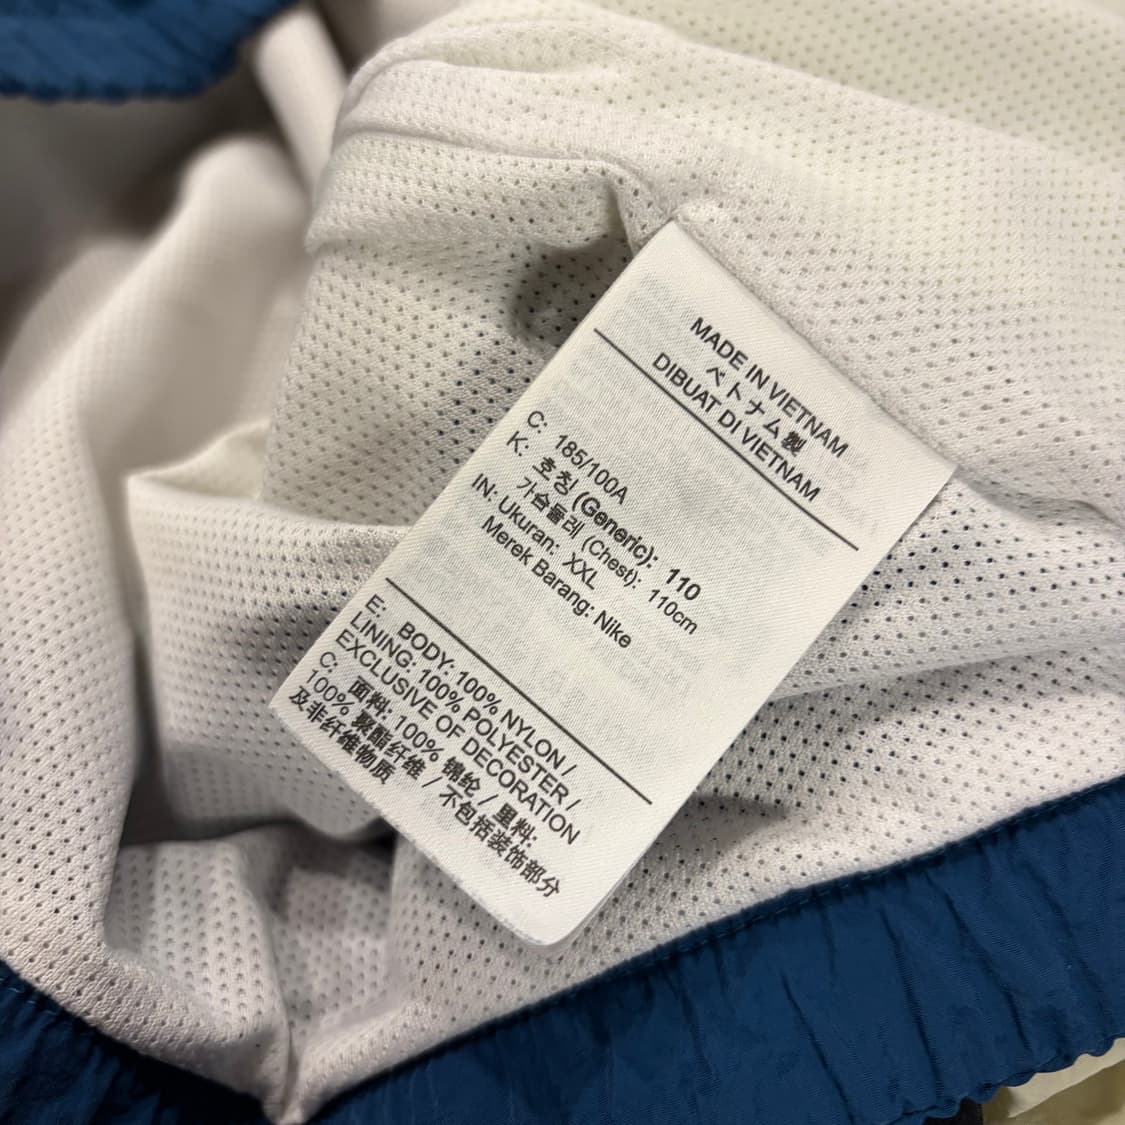 MADE IN VIETNAM
ベトナム製
DIBUAT DI VIETNAM
C: 185/100A
K: 호칭 (Generic): 110
가슴둘레 (Chest): 110cm
IN: Ukuran: XXL
Merek Barang: Nike
E: BODY: 100% NYLON /
LINING: 100% POLYESTER /
EXCLUSIVE OF DECORATION
C: 面料: 100% 锦纶 / 里料:
100% 聚酯纤维 / 不包括装饰部分
及非纤维物质